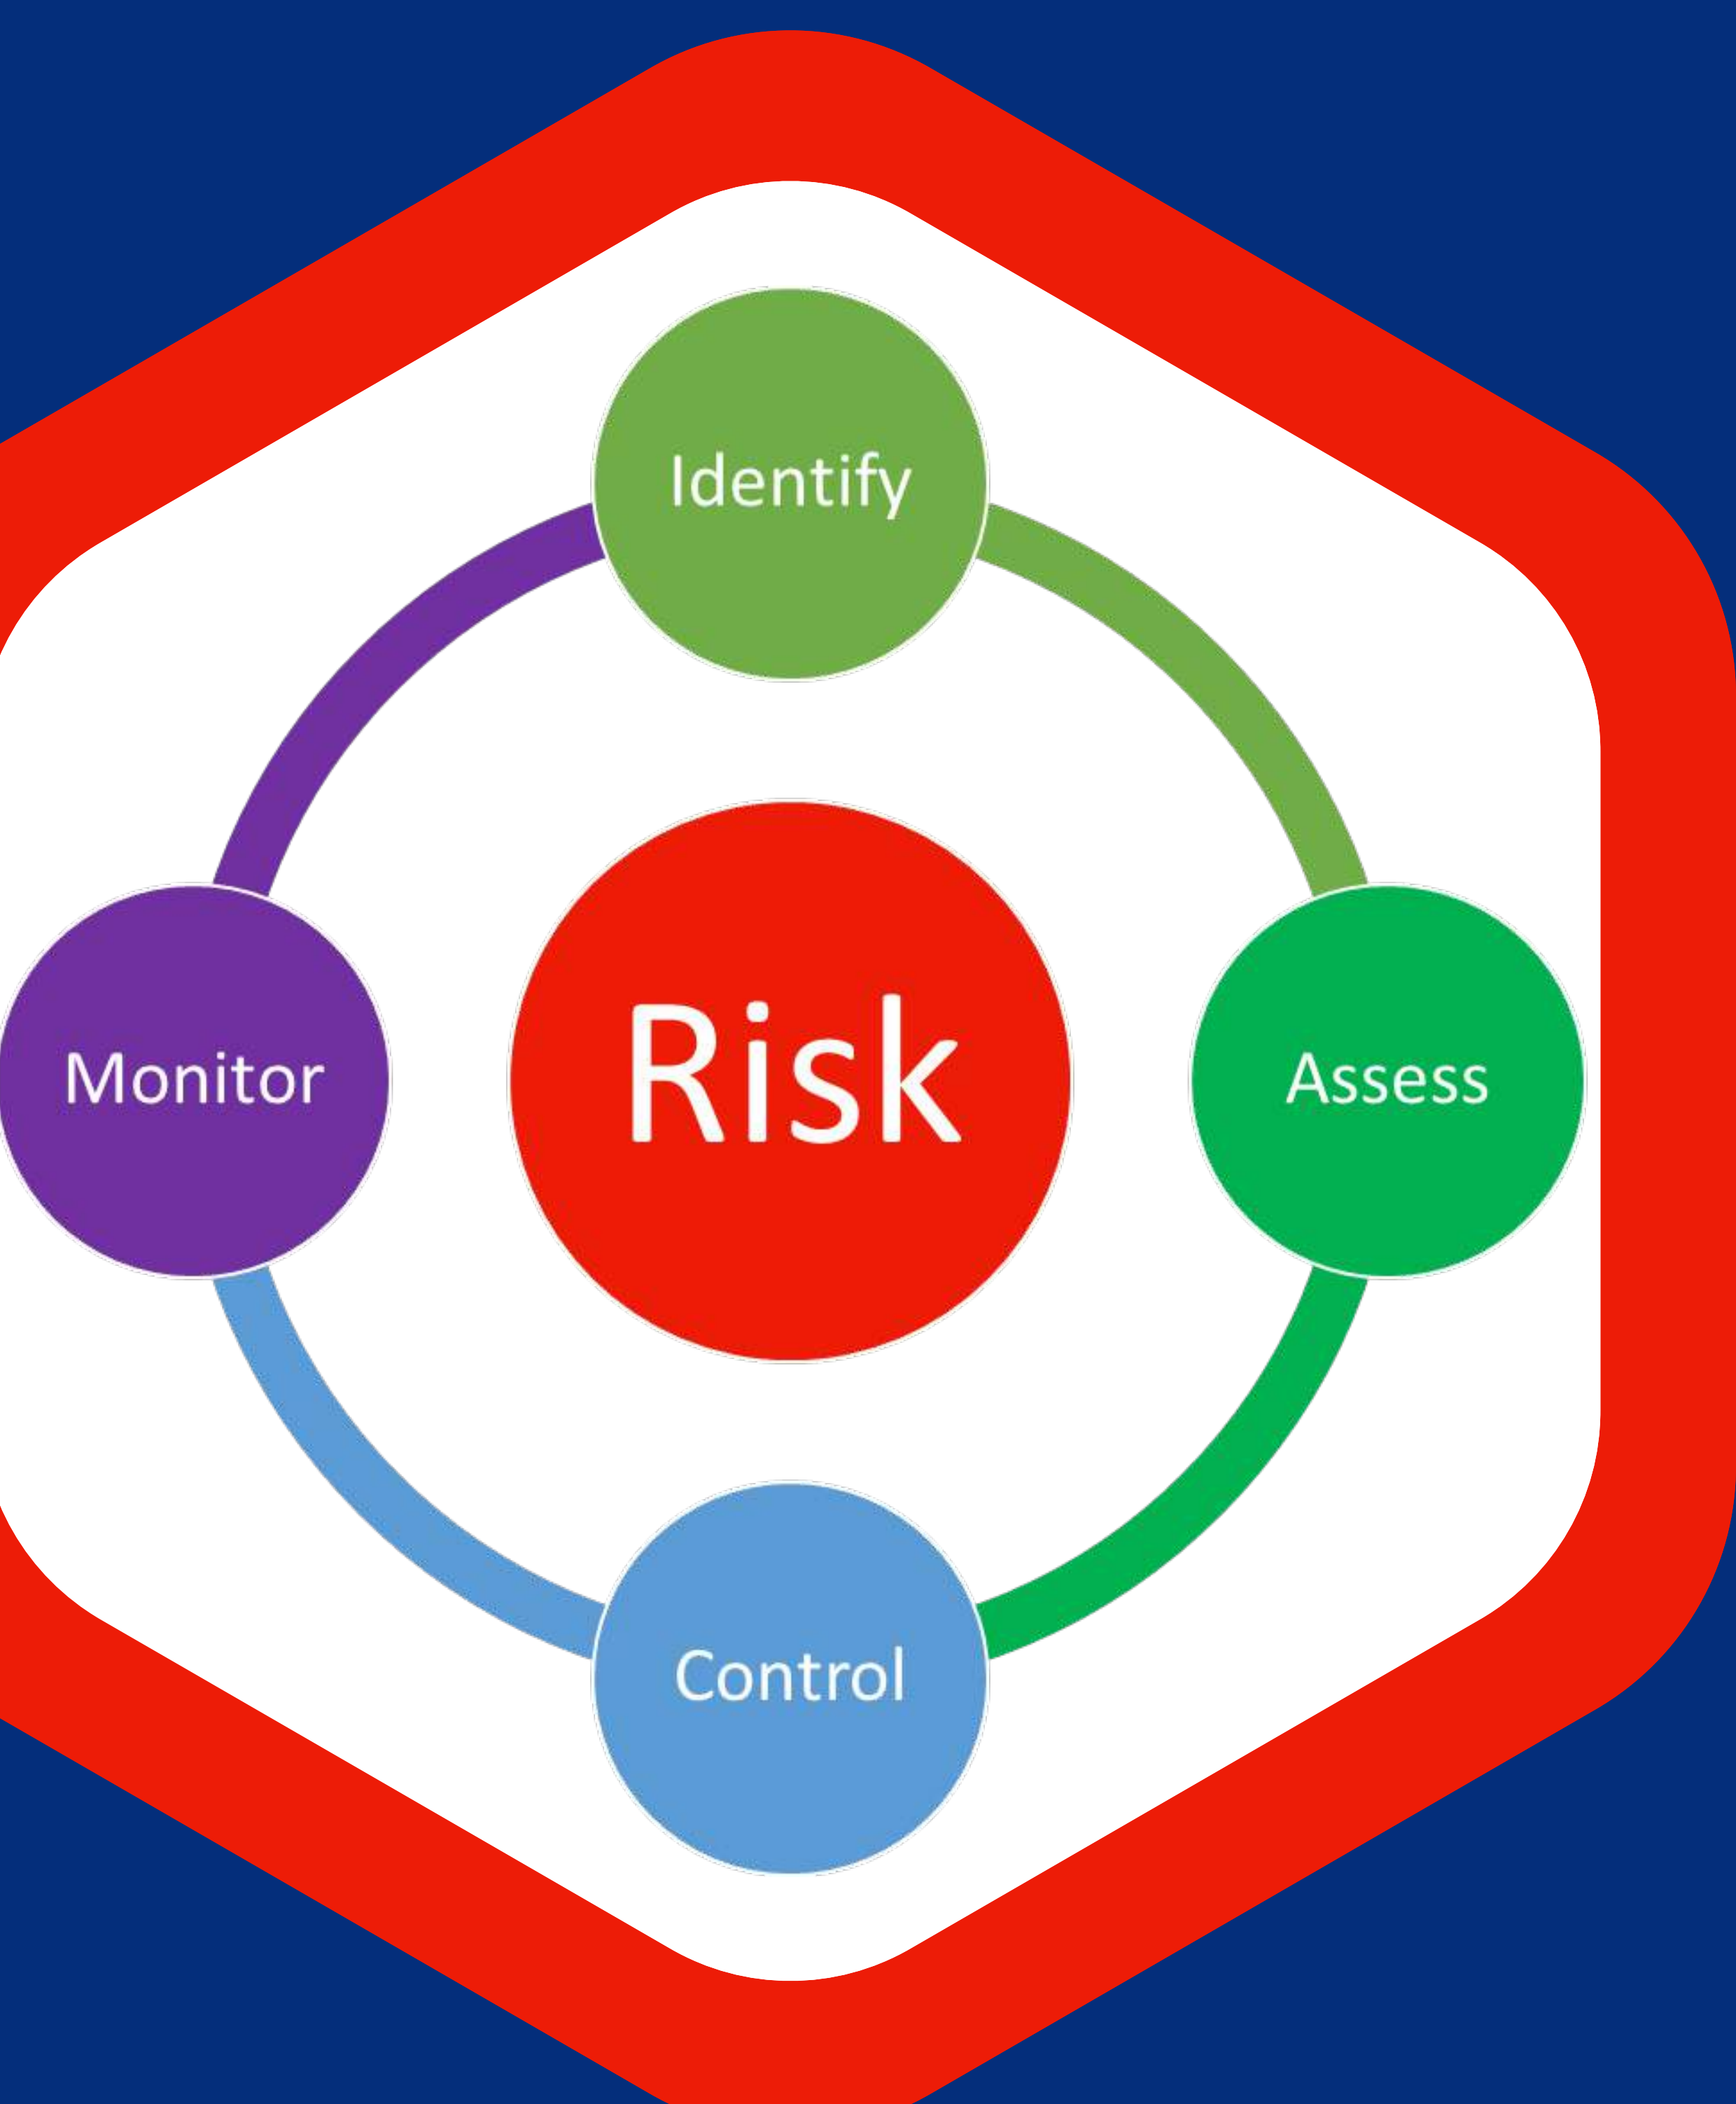 Identify
Monitor
Risk
Assess
Control